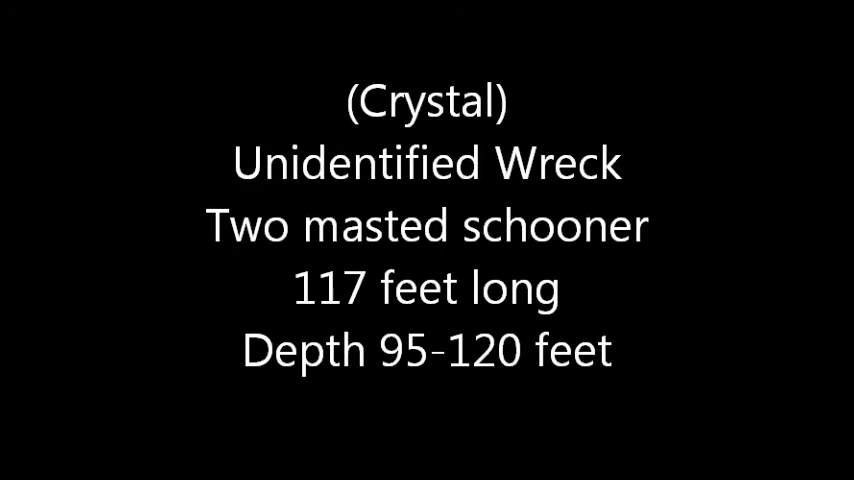 (Crystal)
Unidentified Wreck
Two masted schooner
117 feet long
Depth 95-120 feet